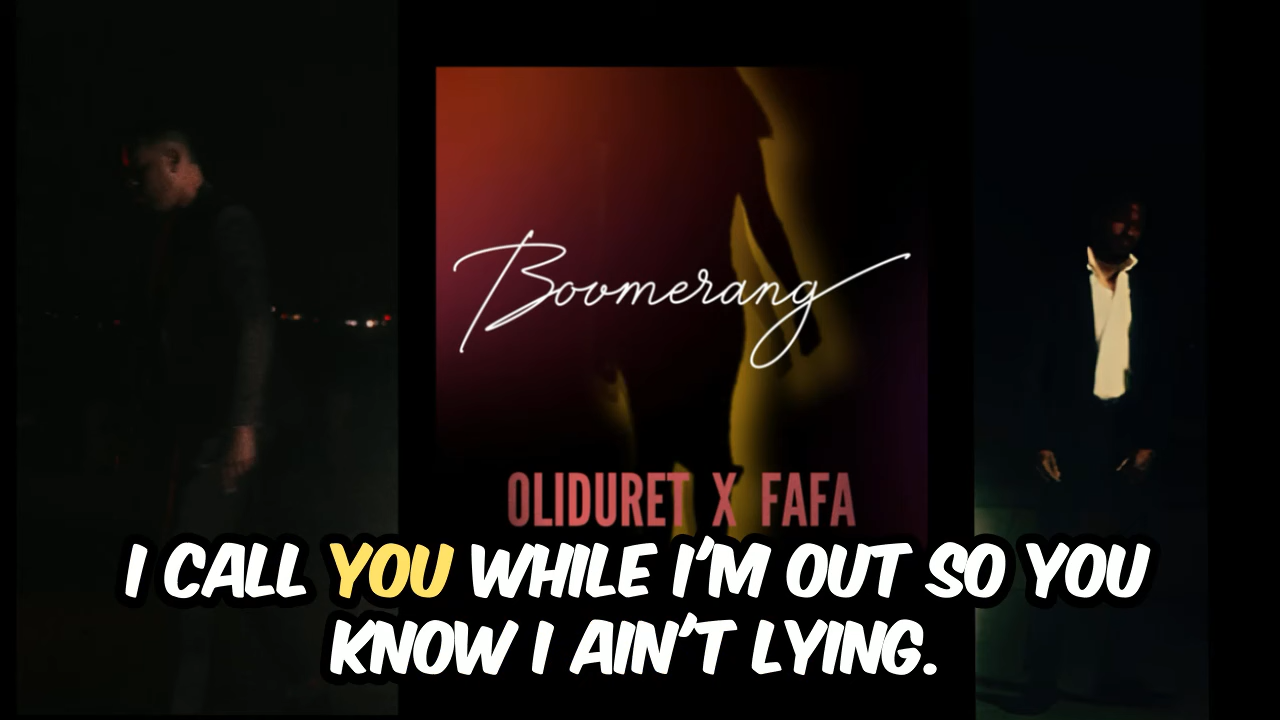 Boomerang
OLIDURET X FAFA
I CALL YOU WHILE I'M OUT SO YOU
KNOW I AIN'T LYING.